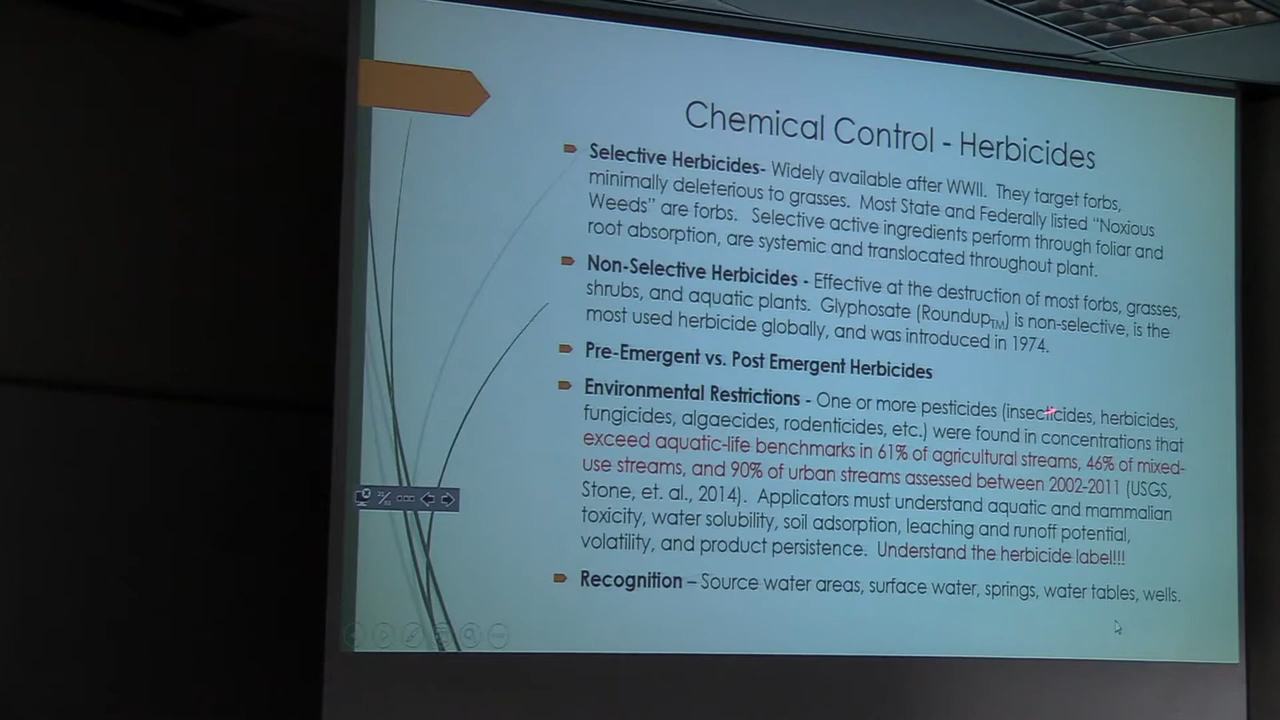 Chemical Control - Herbicides
Selective Herbicides- Widely available after WWII. They target forbs,
minimally deleterious to grasses. Most State and Federally listed “Noxious
Weeds” are forbs. Selective active ingredients perform through foliar and
root absorption, are systemic and translocated throughout plant.
Non-Selective Herbicides - Effective at the destruction of most forbs, grasses,
shrubs, and aquatic plants. Glyphosate (RoundupTM) is non-selective, is the
most used herbicide globally, and was introduced in 1974.
Pre-Emergent vs. Post Emergent Herbicides
Environmental Restrictions - One or more pesticides (insecticides, herbicides,
fungicides, algaecides, rodenticides, etc.) were found in concentrations that
exceed aquatic-life benchmarks in 61% of agricultural streams, 46% of mixed-
use streams, and 90% of urban streams assessed between 2002-2011 (USGS,
Stone, et. al., 2014). Applicators must understand aquatic and mammalian
toxicity, water solubility, soil adsorption, leaching and runoff potential,
volatility, and product persistence. Understand the herbicide label!!!
Recognition – Source water areas, surface water, springs, water tables, wells.